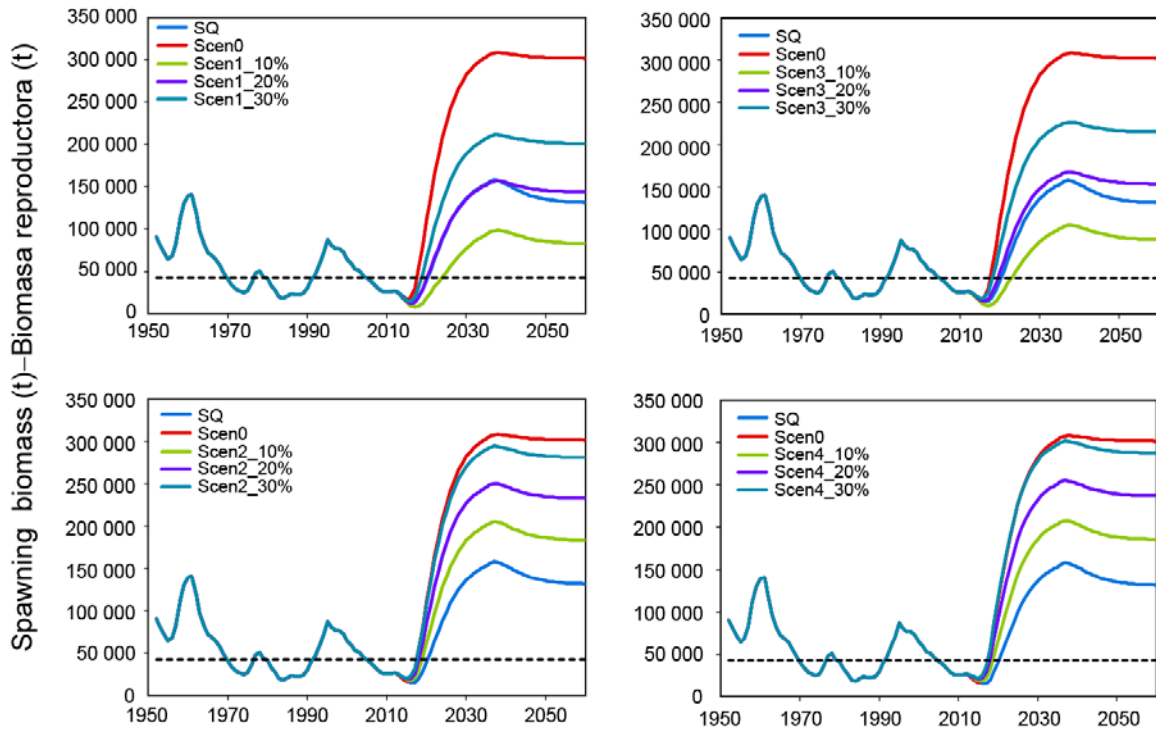 Spawning biomass (t)–Biomasa reproductora (t)
350 000
300 000
250 000
200 000
150 000
100 000
50 000
0
SQ
Scen0
Scen1_10%
Scen1_20%
Scen1_30%
1950 1970 1990 2010 2030 2050
350 000
300 000
250 000
200 000
150 000
100 000
50 000
0
SQ
Scen0
Scen3_10%
Scen3_20%
Scen3_30%
1950 1970 1990 2010 2030 2050
350 000
300 000
250 000
200 000
150 000
100 000
50 000
0
SQ
Scen0
Scen2_10%
Scen2_20%
Scen2_30%
1950 1970 1990 2010 2030 2050
350 000
300 000
250 000
200 000
150 000
100 000
50 000
0
SQ
Scen0
Scen4_10%
Scen4_20%
Scen4_30%
1950 1970 1990 2010 2030 2050